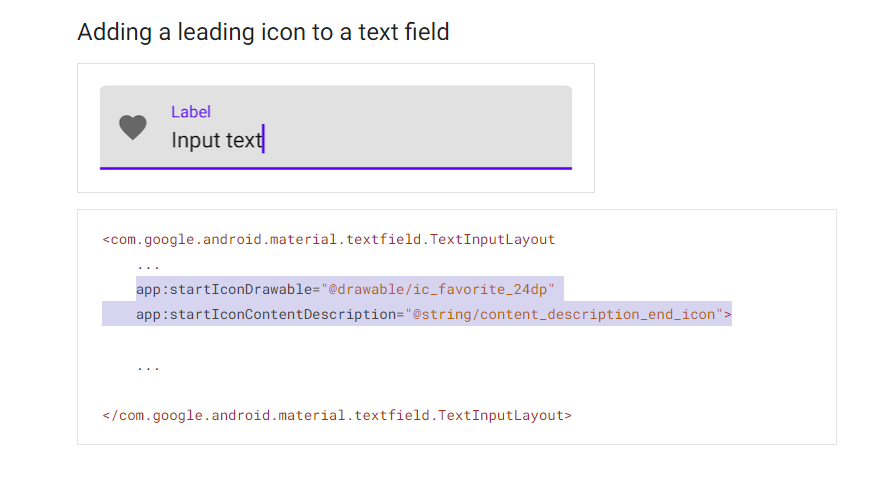 Adding a leading icon to a text field
Label
Input text
<com.google.android.material.textfield.TextInputLayout
...
app:startIconDrawable="@drawable/ic_favorite_24dp"
app:startIconContentDescription="@string/content_description_end_icon">
...
</com.google.android.material.textfield.TextInputLayout>